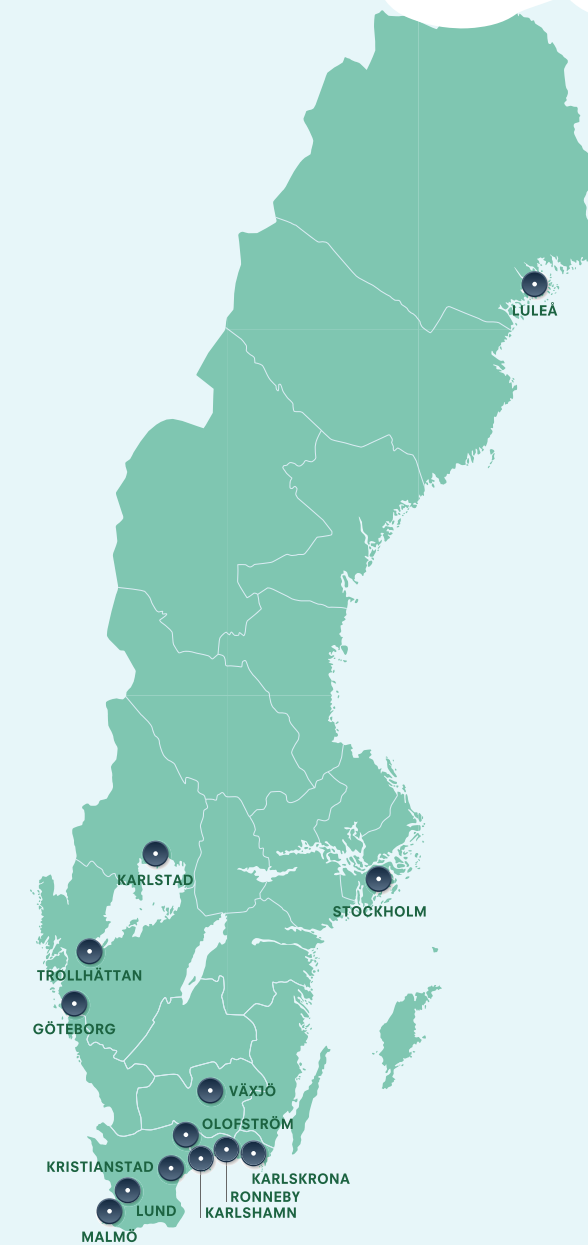 LULEÅ
KARLSTAD
STOCKHOLM
TROLLHÄTTAN
GÖTEBORG
VÄXJÖ
OLOFSTRÖM
KRISTIANSTAD
KARLSKRONA
RONNEBY
LUND
KARLSHAMN
MALMÖ